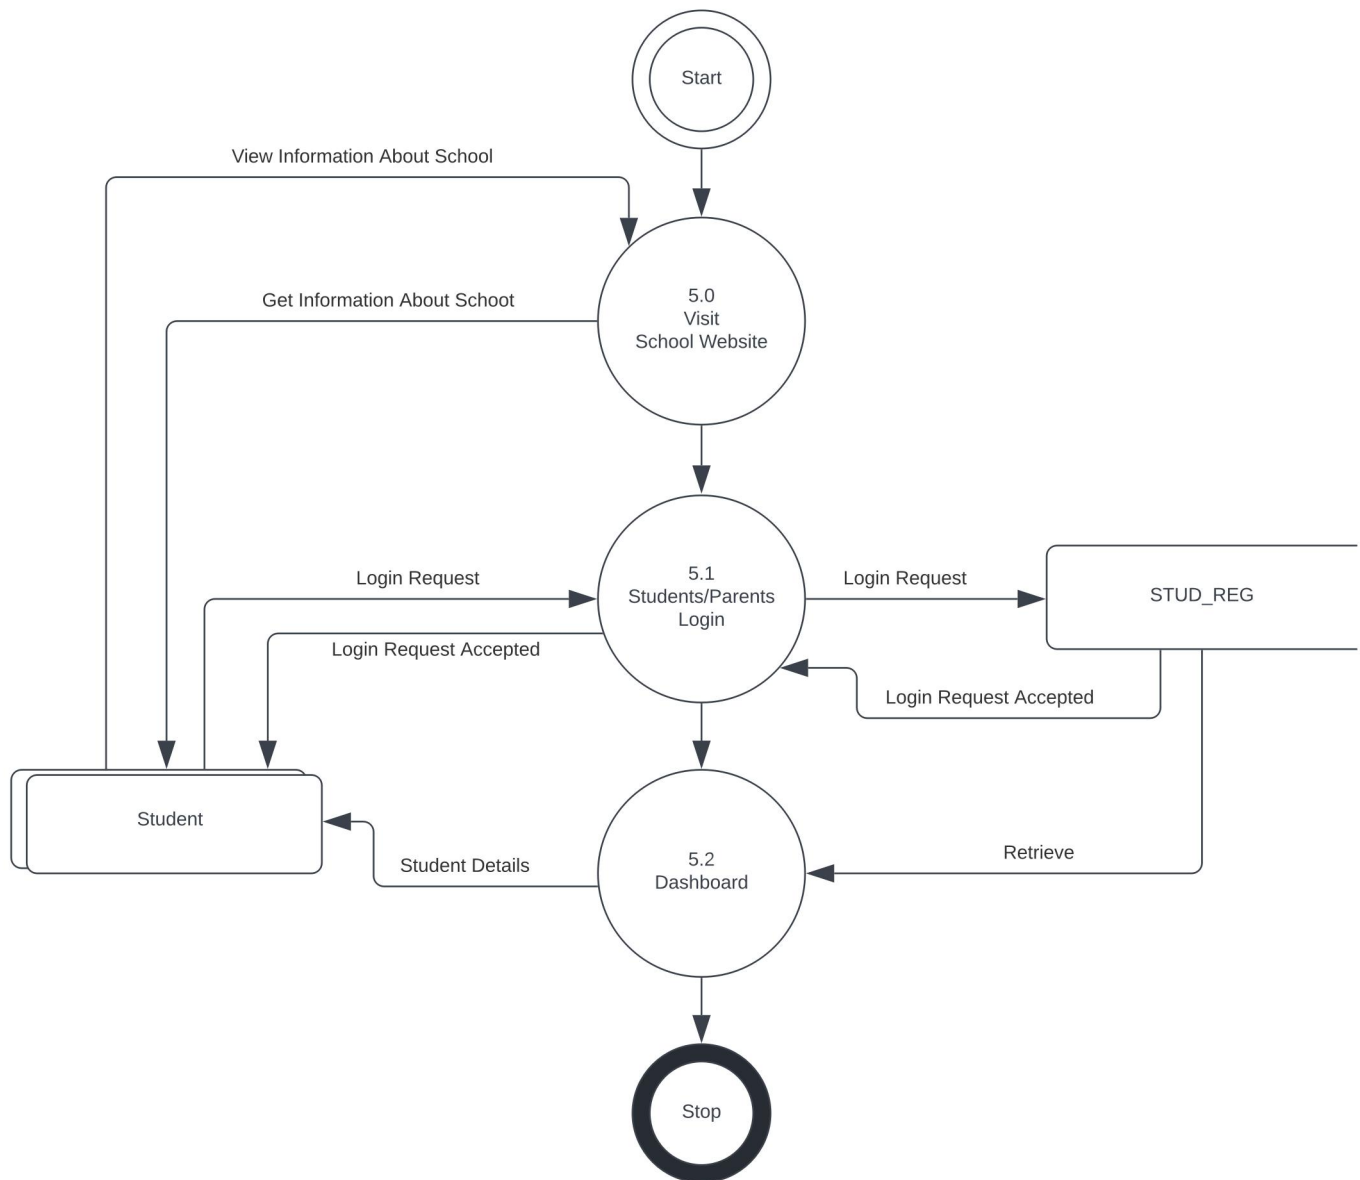 Start
View Information About School
Get Information About Schoot
5.0
Visit
School Website
Login Request
5.1
Students/Parents
Login
Login Request
STUD_REG
Login Request Accepted
Login Request Accepted
Student
Student Details
5.2
Dashboard
Retrieve
Stop